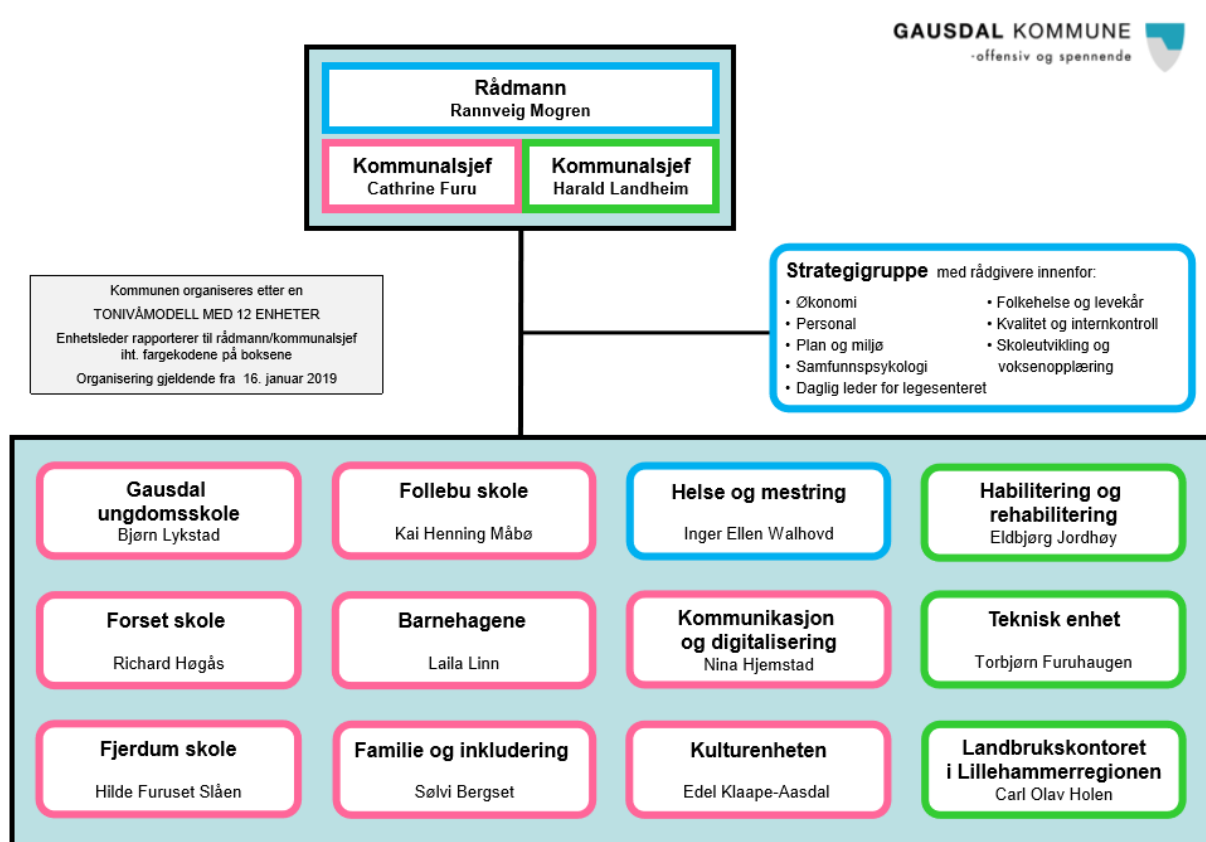 GAUSDAL KOMMUNE
-offensiv og spennende
Rådmann
Rannveig Mogren
Kommunalsjef
Cathrine Furu
Kommunalsjef
Harald Landheim
Kommunen organiseres etter en
TONIVÅMODELL MED 12 ENHETER
Enhetsleder rapporterer til rådmann/kommunalsjef
iht. fargekodene på boksene
Organisering gjeldende fra 16. januar 2019
Strategigruppe med rådgivere innenfor:
• Økonomi
• Personal
• Plan og miljø
• Samfunnspsykologi
• Daglig leder for legesenteret
• Folkehelse og levekår
• Kvalitet og internkontroll
• Skoleutvikling og
voksenopplæring
Gausdal
ungdomsskole
Bjørn Lykstad
Follebu skole
Kai Henning Måbø
Helse og mestring
Inger Ellen Walhovd
Habilitering og
rehabilitering
Eldbjørg Jordhøy
Forset skole
Richard Høgås
Barnehagene
Laila Linn
Kommunikasjon
og digitalisering
Nina Hjemstad
Teknisk enhet
Torbjørn Furuhaugen
Fjerdum skole
Hilde Furuset Slåen
Familie og inkludering
Sølvi Bergset
Kulturenheten
Edel Klaape-Aasdal
Landbrukskontoret
i Lillehammerregionen
Carl Olav Holen